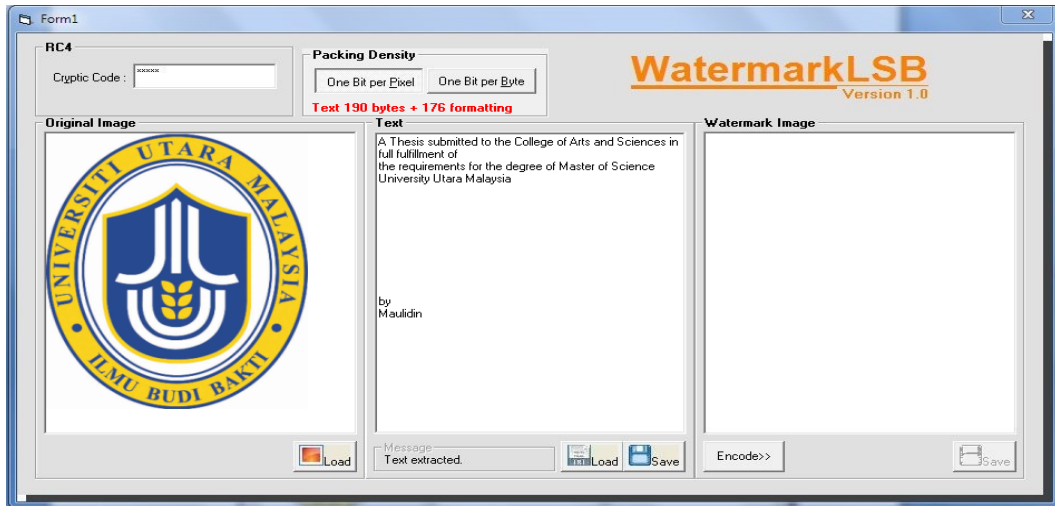 Form1
RC4
Cryptic Code :
xxxxx
Packing Density
One Bit per Pixel
One Bit per Byte
Text 190 bytes + 176 formatting
WatermarkLSB
Version 1.0
Original Image
UNIVERSITI UTARA MALAYSIA
ILMU BUDI BAKTI
Load
Text
A Thesis submitted to the College of Arts and Sciences in
full fulfillment of
the requirements for the degree of Master of Science
University Utara Malaysia
by
Maulidin
Message
Text extracted.
Load
Save
Watermark Image
Encode>>
Save